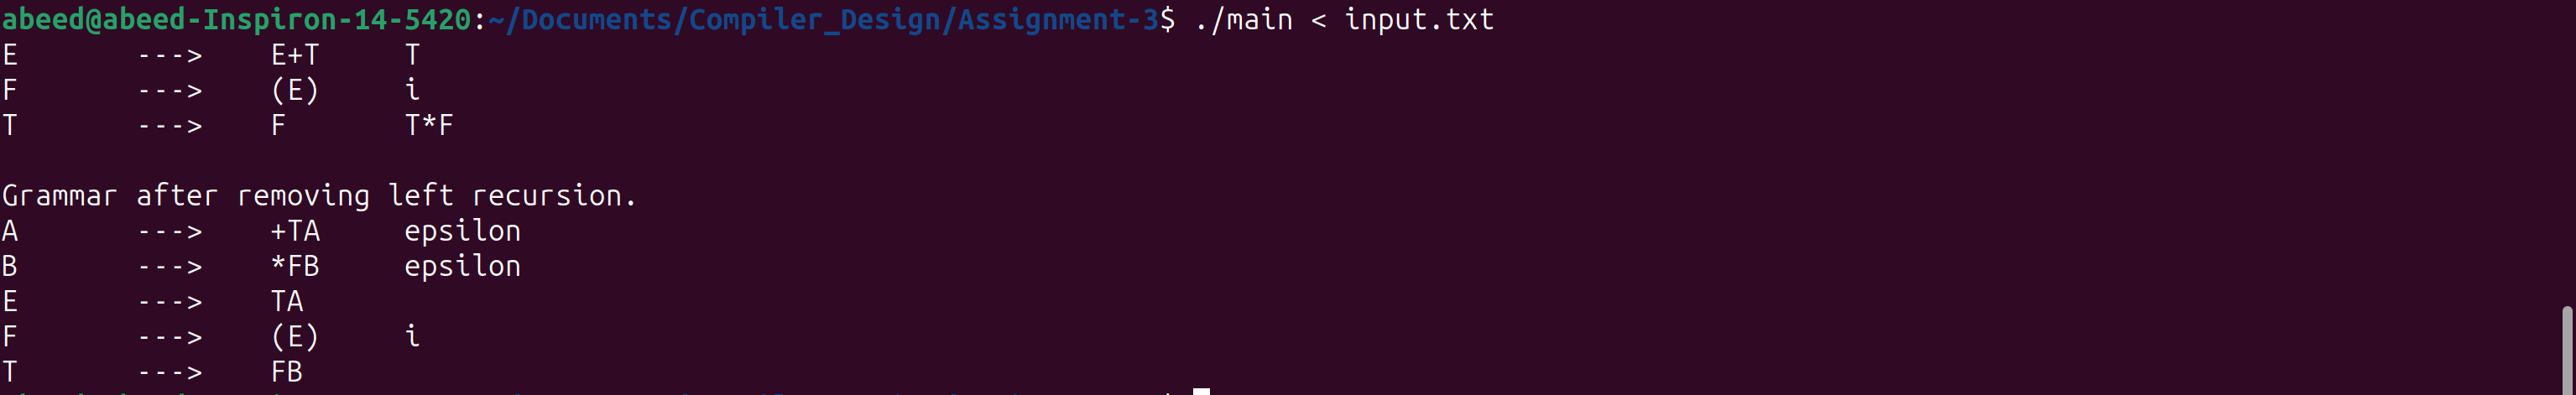 abeed@abeed-Inspiron-14-5420:~/Documents/Compiler_Design/Assignment-3$ ./main < input.txt
E ---> E+T T
F ---> (E) i
T ---> F T*F
Grammar after removing left recursion.
A ---> +TA epsilon
B ---> *FB epsilon
E ---> TA
F ---> (E) i
T ---> FB